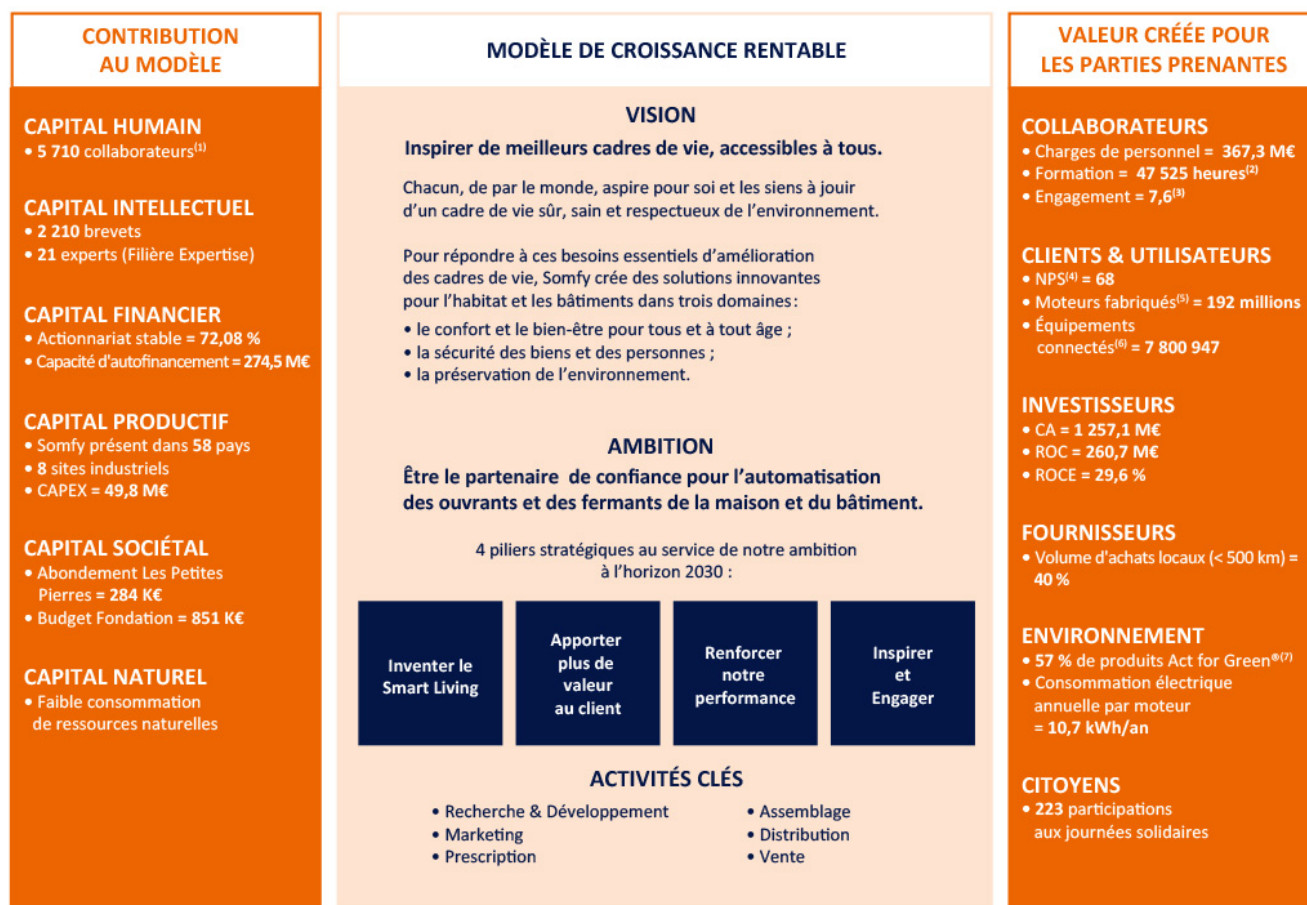 CONTRIBUTION
AU MODÈLE
CAPITAL HUMAIN
• 5 710 collaborateurs(1)
CAPITAL INTELLECTUEL
• 2 210 brevets
• 21 experts (Filière Expertise)
CAPITAL FINANCIER
• Actionnariat stable = 72,08 %
• Capacité d'autofinancement = 274,5 M€
CAPITAL PRODUCTIF
• Somfy présent dans 58 pays
• 8 sites industriels
• CAPEX = 49,8 M€
CAPITAL SOCIÉTAL
• Abondement Les Petites
Pierres = 284 K€
• Budget Fondation = 851 K€
CAPITAL NATUREL
• Faible consommation
de ressources naturelles
MODÈLE DE CROISSANCE RENTABLE
VISION
Inspirer de meilleurs cadres de vie, accessibles à tous.
Chacun, de par le monde, aspire pour soi et les siens à jouir
d’un cadre de vie sûr, sain et respectueux de l’environnement.
Pour répondre à ces besoins essentiels d’amélioration
des cadres de vie, Somfy crée des solutions innovantes
pour l’habitat et les bâtiments dans trois domaines :
• le confort et le bien-être pour tous et à tout âge ;
• la sécurité des biens et des personnes ;
• la préservation de l’environnement.
AMBITION
Être le partenaire de confiance pour l’automatisation
des ouvrants et des fermants de la maison et du bâtiment.
4 piliers stratégiques au service de notre ambition
à l’horizon 2030 :
Inventer le
Smart Living
Apporter
plus de
valeur
au client
Renforcer
notre
performance
Inspirer
et
Engager
ACTIVITÉS CLÉS
• Recherche & Développement
• Marketing
• Prescription
• Assemblage
• Distribution
• Vente
VALEUR CRÉÉE POUR
LES PARTIES PRENANTES
COLLABORATEURS
• Charges de personnel = 367,3 M€
• Formation = 47 525 heures(2)
• Engagement = 7,6(3)
CLIENTS & UTILISATEURS
• NPS(4) = 68
• Moteurs fabriqués(5) = 192 millions
• Équipements
connectés(6) = 7 800 947
INVESTISSEURS
• CA = 1 257,1 M€
• ROC = 260,7 M€
• ROCE = 29,6 %
FOURNISSEURS
• Volume d'achats locaux (< 500 km) =
40 %
ENVIRONNEMENT
• 57 % de produits Act for Green®(7)
• Consommation électrique
annuelle par moteur
= 10,7 kWh/an
CITOYENS
• 223 participations
aux journées solidaires